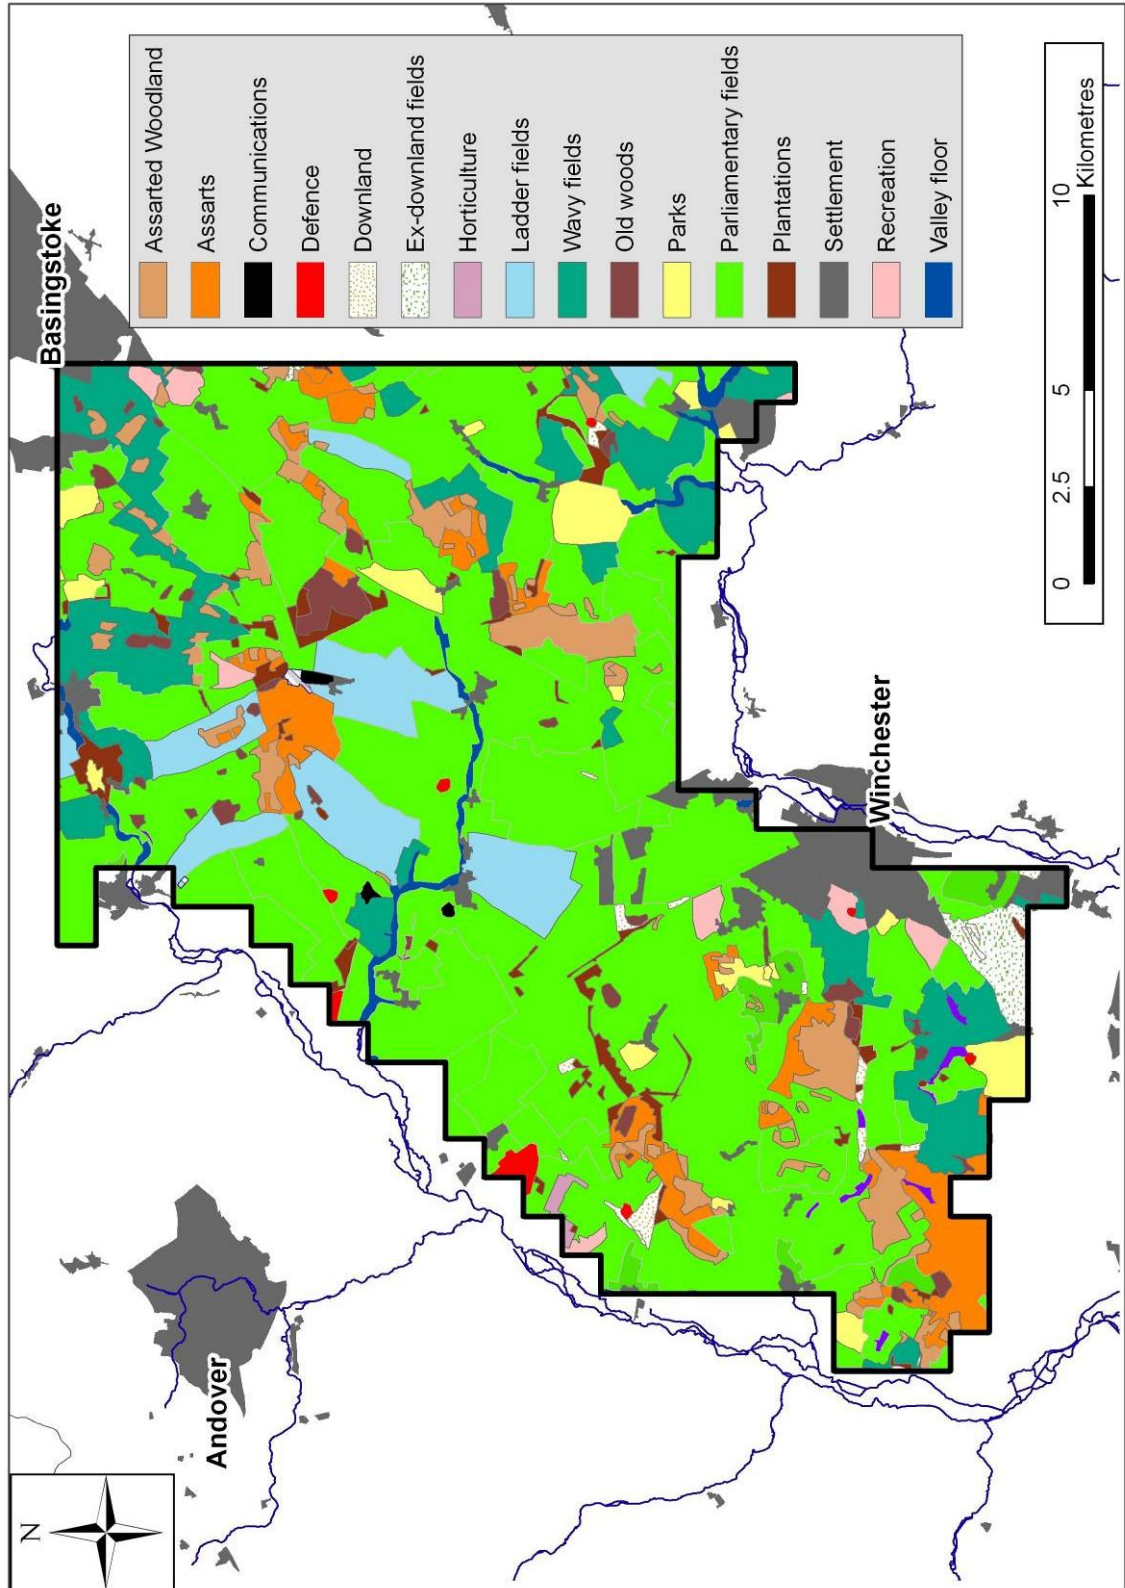 N
Andover
Basingstoke
Winchester
Assarted Woodland
Assarts
Communications
Defence
Downland
Ex-downland fields
Horticulture
Ladder fields
Wavy fields
Old woods
Parks
Parliamentary fields
Plantations
Settlement
Recreation
Valley floor
0 2.5 5 10
Kilometres